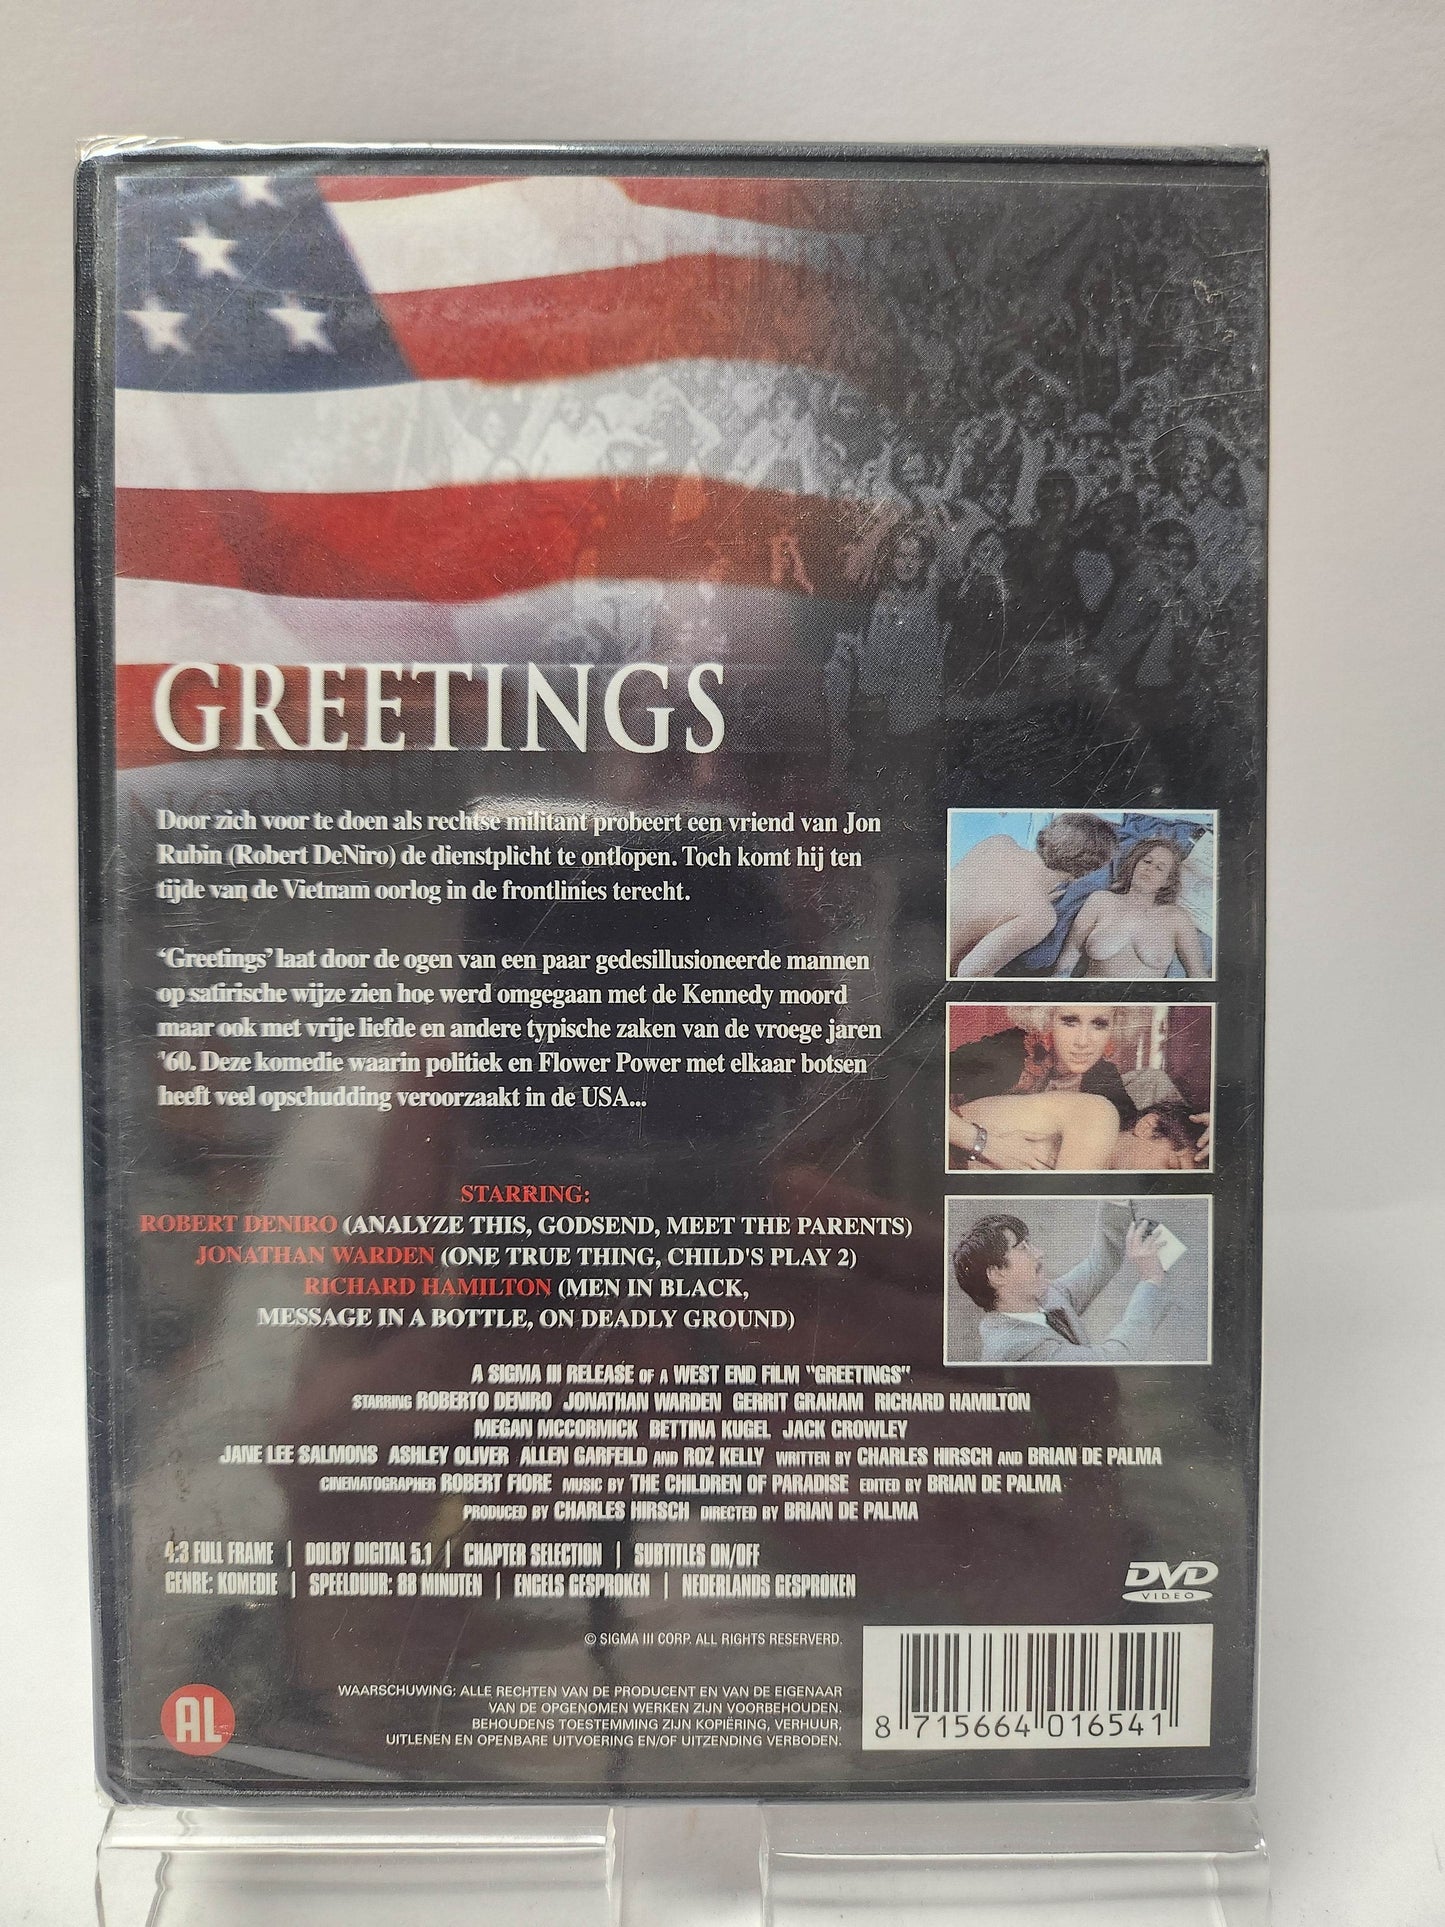 GREETINGS
Door zich voor te doen als rechtse militant probeert een vriend van Jon
Rubin (Robert DeNiro) de dienstplicht te ontlopen. Toch komt hij ten
tijde van de Vietnam oorlog in de frontlinies terecht.
‘Greetings’ laat door de ogen van een paar gedesillusioneerde mannen
op satirische wijze zien hoe werd omgegaan met de Kennedy moord
maar ook met vrije liefde en andere typische zaken van de vroege jaren
'60. Deze komedie waarin politiek en Flower Power met elkaar botsen
heeft veel opschudding veroorzaakt in de USA...
STARRING:
ROBERT DENIRO (ANALYZE THIS, GODSEND, MEET THE PARENTS)
JONATHAN WARDEN (ONE TRUE THING, CHILD'S PLAY 2)
RICHARD HAMILTON (MEN IN BLACK,
MESSAGE IN A BOTTLE, ON DEADLY GROUND)
A SIGMA III RELEASE OF A WEST END FILM "GREETINGS"
STARRING ROBERTO DENIRO JONATHAN WARDEN GERRIT GRAHAM RICHARD HAMILTON
MEGAN MCCORMICK BETTINA KUGEL JACK CROWLEY
JANE LEE SALMONS ASHLEY OLIVER ALLEN GARFEILD AND ROZ KELLY WRITTEN BY CHARLES HIRSCH AND BRIAN DE PALMA
CINEMATOGRAPHER ROBERT FIORE MUSIC BY THE CHILDREN OF PARADISE EDITED BY BRIAN DE PALMA
PRODUCED BY CHARLES HIRSCH DIRECTED BY BRIAN DE PALMA
4:3 FULL FRAME | DOLBY DIGITAL 5.1 | CHAPTER SELECTION | SUBTITLES ON/OFF
GENRE: KOMEDIE | SPEELDUUR: 88 MINUTEN | ENGELS GESPROKEN | NEDERLANDS GESPROKEN
DVD
VIDEO
© SIGMA III CORP. ALL RIGHTS RESERVERD.
WAARSCHUWING: ALLE RECHTEN VAN DE PRODUCENT EN VAN DE EIGENAAR
VAN DE OPGENOMEN WERKEN ZIJN VOORBEHOUDEN.
BEHOUDENS TOESTEMMING ZIJN KOPIËRING, VERHUUR,
UITLENEN EN OPENBARE UITVOERING EN/OF UITZENDING VERBODEN.
AL
8 715664 016541